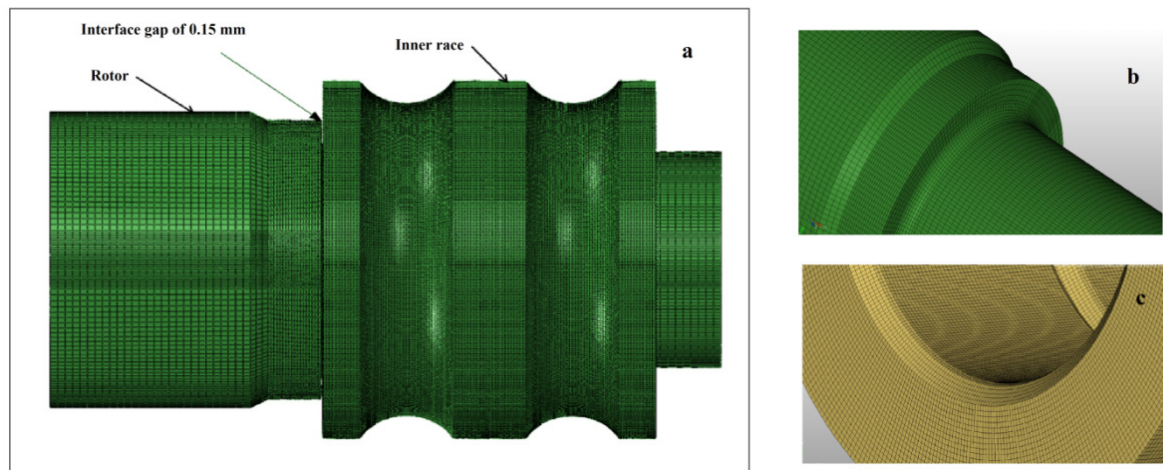 Interface gap of 0.15 mm
Inner race
a
Rotor
b
c